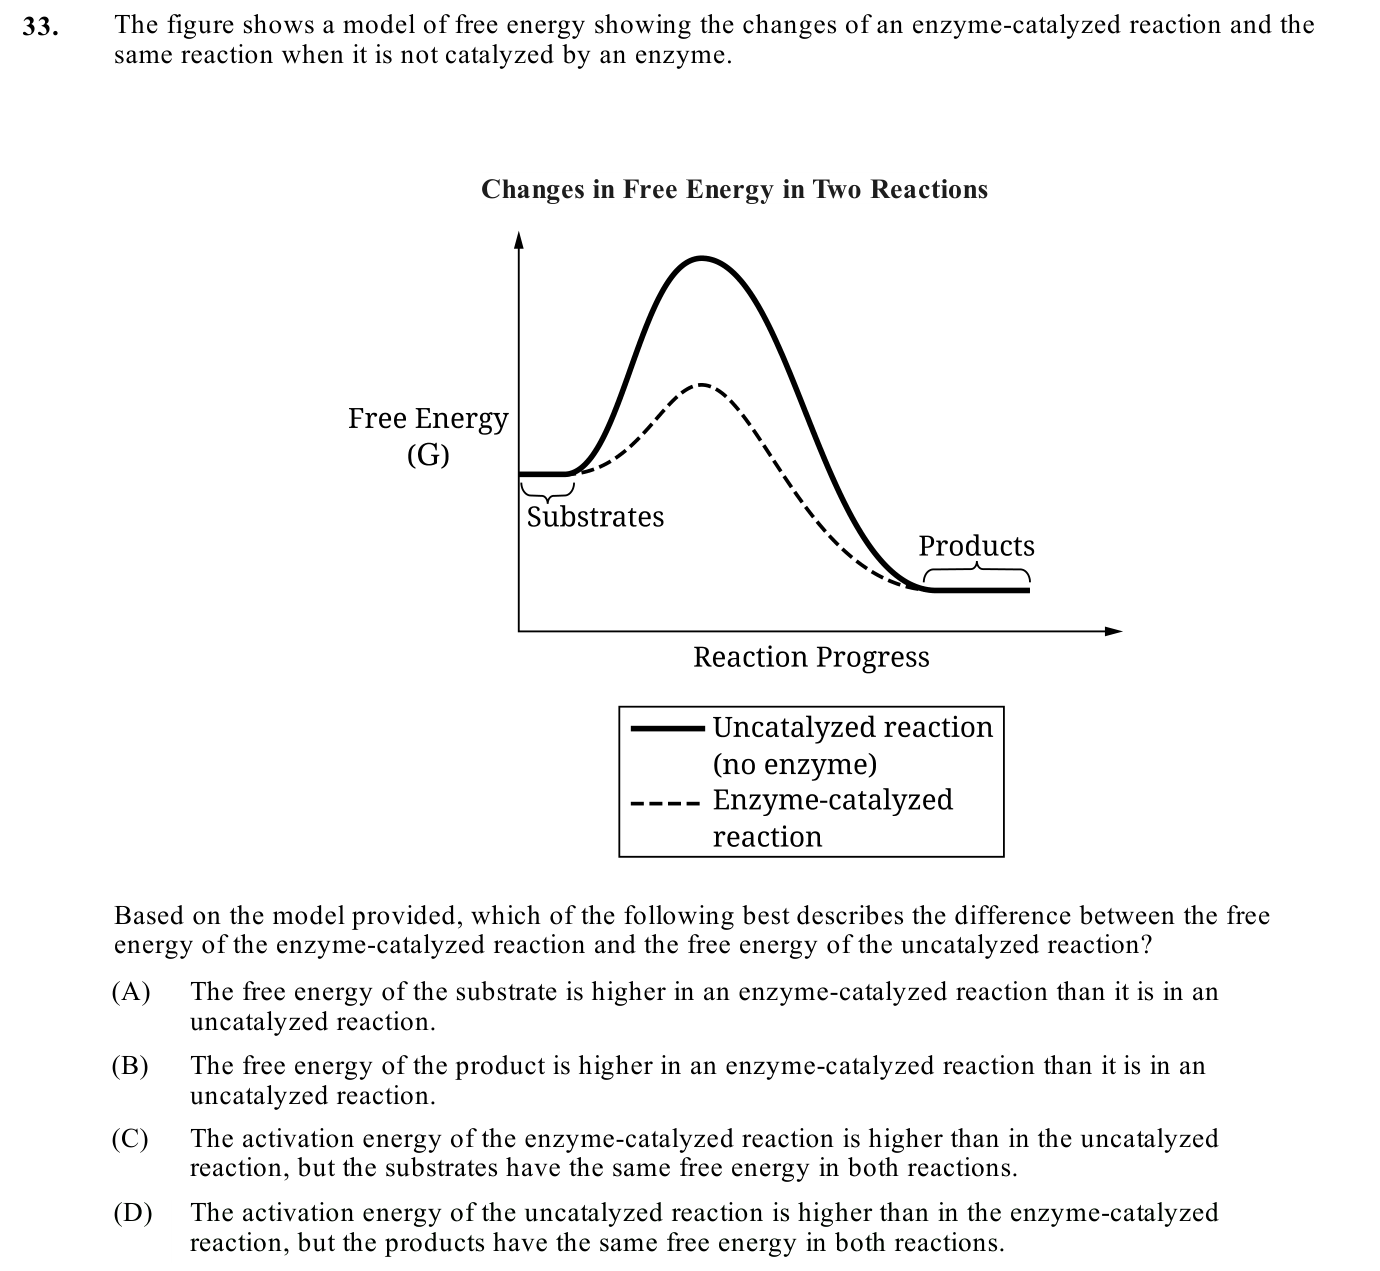 33. The figure shows a model of free energy showing the changes of an enzyme-catalyzed reaction and the
same reaction when it is not catalyzed by an enzyme.
Changes in Free Energy in Two Reactions
Free Energy
(G)
Substrates
Products
Reaction Progress
Uncatalyzed reaction
(no enzyme)
Enzyme-catalyzed
reaction
Based on the model provided, which of the following best describes the difference between the free
energy of the enzyme-catalyzed reaction and the free energy of the uncatalyzed reaction?
(A) The free energy of the substrate is higher in an enzyme-catalyzed reaction than it is in an
uncatalyzed reaction.
(B) The free energy of the product is higher in an enzyme-catalyzed reaction than it is in an
uncatalyzed reaction.
(C) The activation energy of the enzyme-catalyzed reaction is higher than in the uncatalyzed
reaction, but the substrates have the same free energy in both reactions.
(D) The activation energy of the uncatalyzed reaction is higher than in the enzyme-catalyzed
reaction, but the products have the same free energy in both reactions.